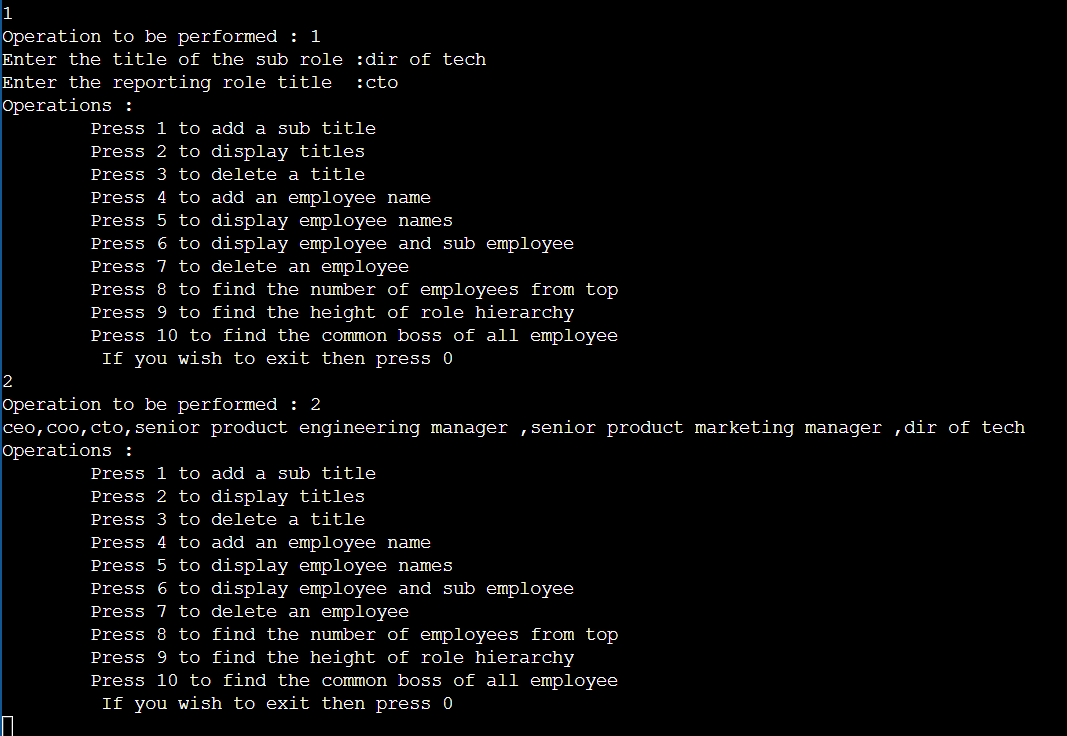 1
Operation to be performed : 1
Enter the title of the sub role :dir of tech
Enter the reporting role title  :cto
Operations :
        Press 1 to add a sub title
        Press 2 to display titles
        Press 3 to delete a title
        Press 4 to add an employee name
        Press 5 to display employee names
        Press 6 to display employee and sub employee
        Press 7 to delete an employee
        Press 8 to find the number of employees from top
        Press 9 to find the height of role hierarchy
        Press 10 to find the common boss of all employee
         If you wish to exit then press 0
2
Operation to be performed : 2
ceo,coo,cto,senior product engineering manager ,senior product marketing manager ,dir of tech
Operations :
        Press 1 to add a sub title
        Press 2 to display titles
        Press 3 to delete a title
        Press 4 to add an employee name
        Press 5 to display employee names
        Press 6 to display employee and sub employee
        Press 7 to delete an employee
        Press 8 to find the number of employees from top
        Press 9 to find the height of role hierarchy
        Press 10 to find the common boss of all employee
         If you wish to exit then press 0